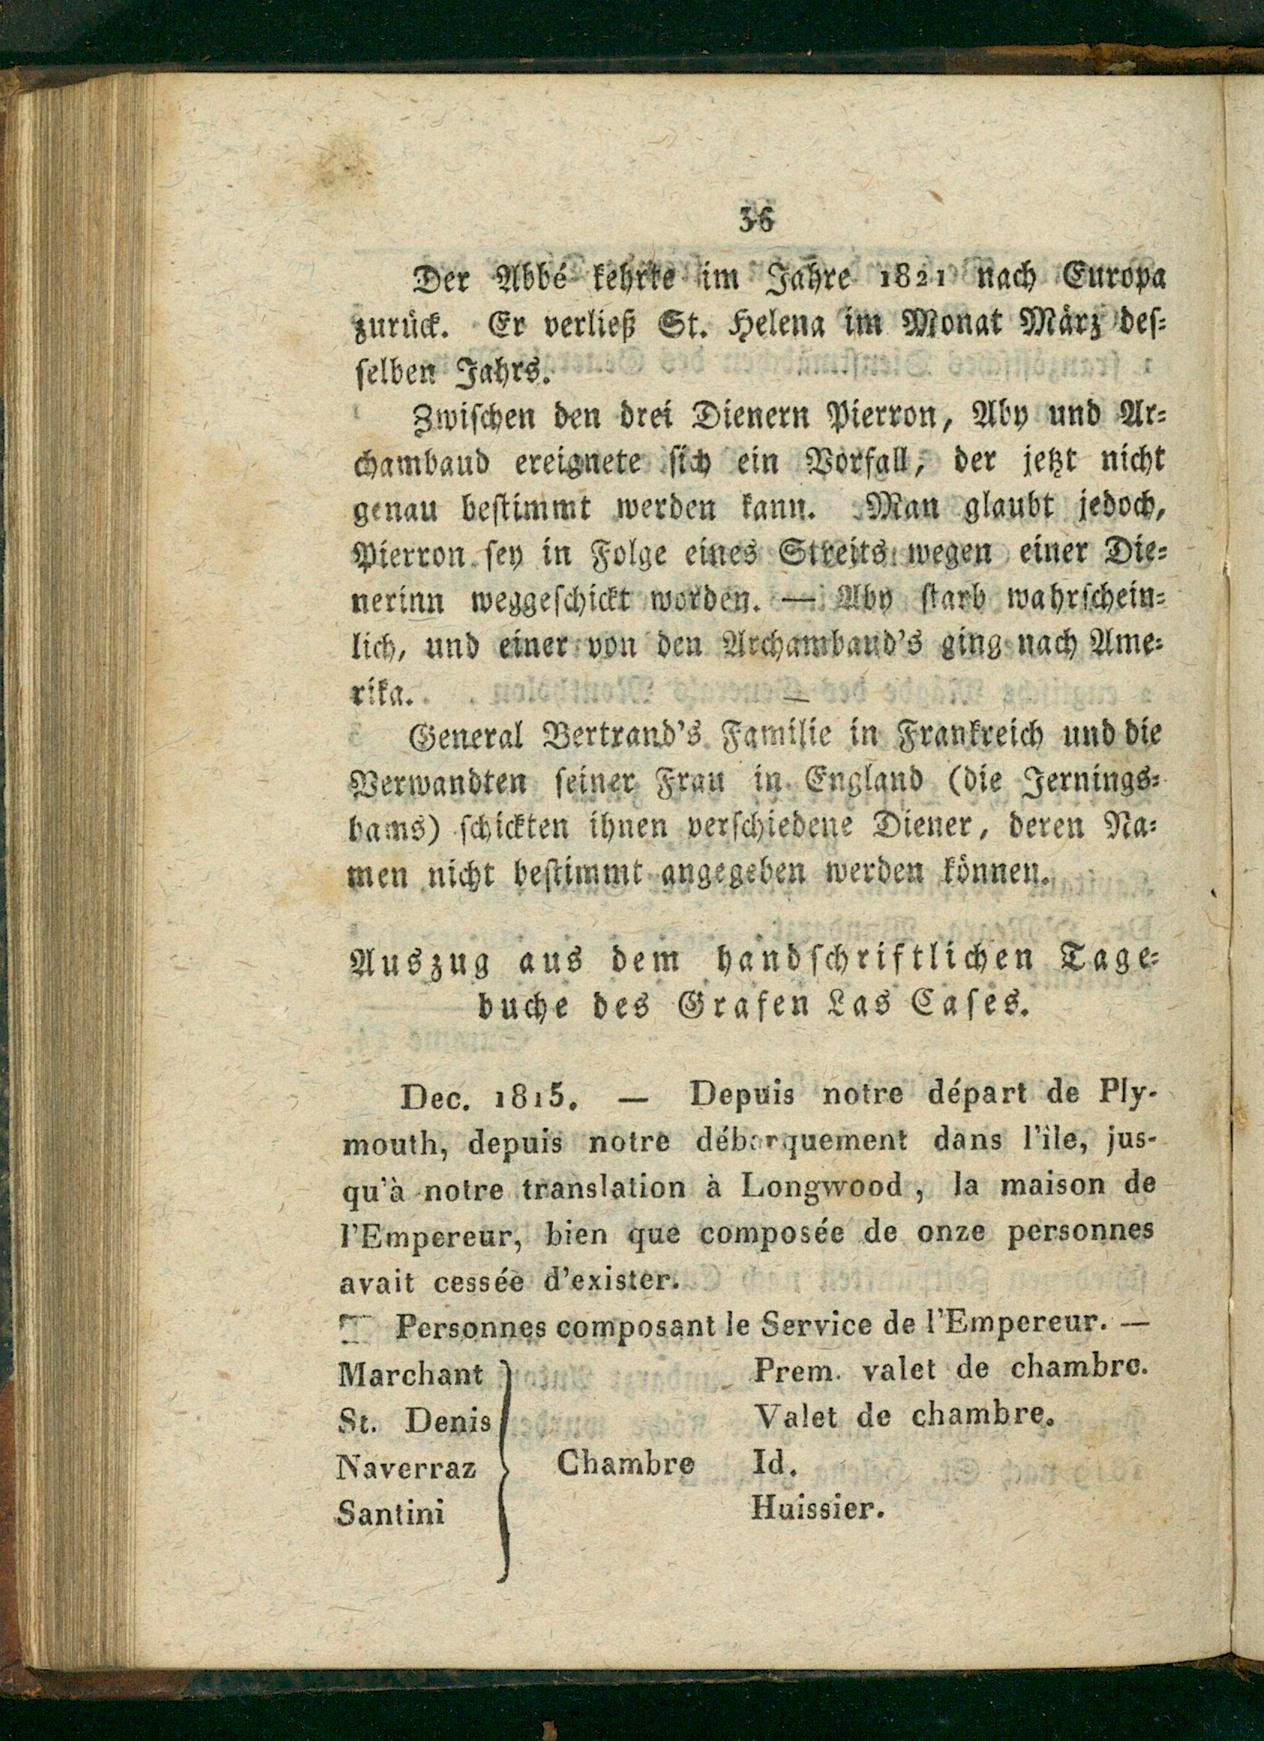 36
Der Abbé kehrte im Jahre 1821 nach Europa
zurück. Er verließ St. Helena im Monat März des-
selben Jahrs.
Zwischen den drei Dienern Pierron, Aby und Ar-
chambaud ereignete sich ein Vorfall, der jetzt nicht
genau bestimmt werden kann. Man glaubt jedoch,
Pierron sey in Folge eines Streits wegen einer Die-
nerinn weggeschickt worden. — Aby starb wahrschein-
lich, und einer von den Archambaud's ging nach Ame-
rika.
General Bertrand's Familie in Frankreich und die
Verwandten seiner Frau in England (die Jernings-
hams) schickten ihnen verschiedene Diener, deren Na-
men nicht bestimmt angegeben werden können.
Auszug aus dem handschriftlichen Tage-
buche des Grafen Las Cases.
Dec. 1815. — Depuis notre départ de Ply-
mouth, depuis notre débarquement dans l'île, jus-
qu'à notre translation à Longwood, la maison de
l'Empereur, bien que composée de onze personnes
avait cessée d'exister.
Personnes composant le Service de l'Empereur. —
Marchant Prem. valet de chambre.
St. Denis Valet de chambre.
Naverraz Chambre Id.
Santini Huissier.